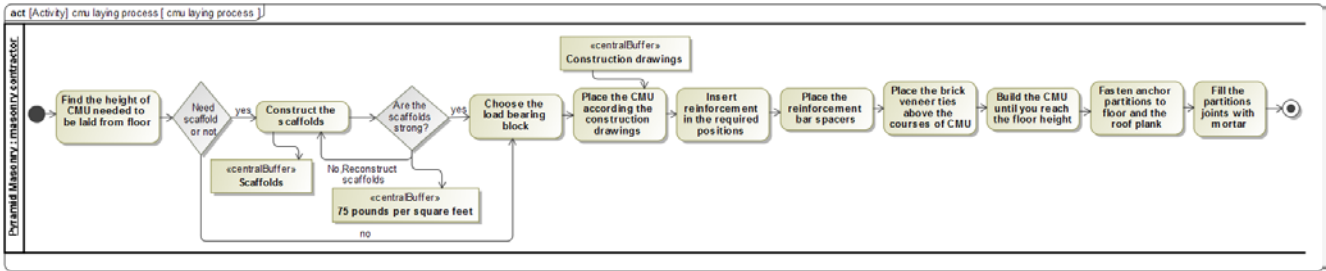 act [Activity] cmu laying process [ cmu laying process ]
Pyramid Masonry : masonry contractor
Find the height of
CMU needed to
be laid from floor
Need
scaffold
or not
yes
Construct the
scaffolds
«centralBuffer»
Scaffolds
Are the
scaffolds
strong?
No,Reconstruct
scaffolds
«centralBuffer»
75 pounds per square feet
no
yes
Choose the
load bearing
block
«centralBuffer»
Construction drawings
Place the CMU
according the
construction
drawings
Insert
reinforcement
in the required
positions
Place the
reinforcement
bar spacers
Place the brick
veneer ties
above the
courses of CMU
Build the CMU
until you reach
the floor height
Fasten anchor
partitions to
floor and the
roof plank
Fill the
partitions
joints with
mortar